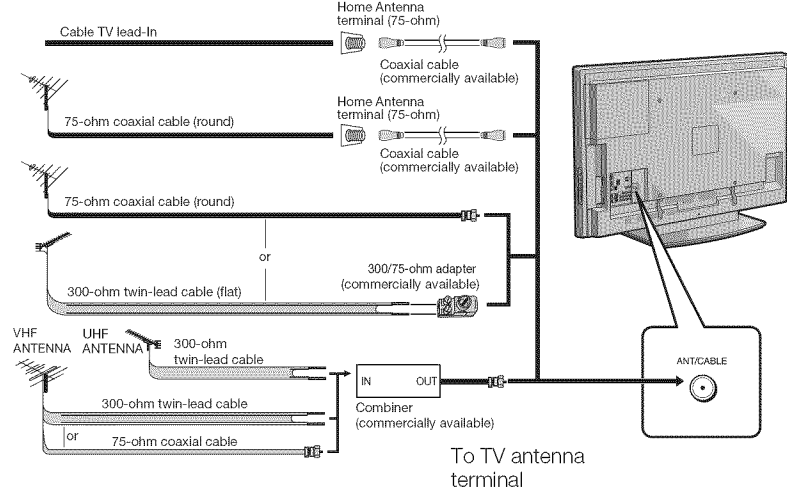 Home Antenna
terminal (75-ohm)
Cable TV lead-In
Coaxial cable
(commercially available)
Home Antenna
terminal (75-ohm)
75-ohm coaxial cable (round)
Coaxial cable
(commercially available)
75-ohm coaxial cable (round)
or
300/75-ohm adapter
(commercially available)
300-ohm twin-lead cable (flat)
VHF
ANTENNA
UHF
ANTENNA
300-ohm
twin-lead cable
ANT/CABLE
IN
OUT
300-ohm twin-lead cable
Combiner
(commercially available)
or
75-ohm coaxial cable
To TV antenna
terminal